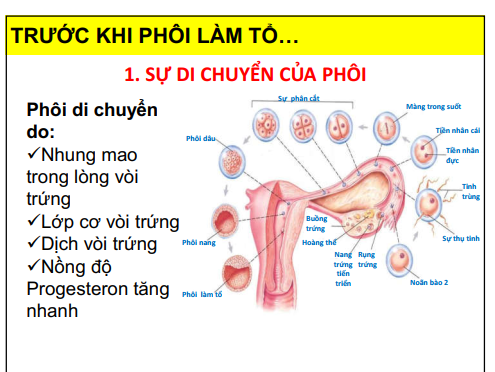 TRƯỚC KHI PHÔI LÀM TỔ…
1. SỰ DI CHUYỂN CỦA PHÔI
Phôi di chuyển
do:
✓Nhung mao
trong lòng vòi
trứng
✓Lớp cơ vòi trứng
✓Dịch vòi trứng
✓Nồng độ
Progesteron tăng
nhanh
Sự phân cắt
Màng trong suốt
Tiền nhân cái
Tiền nhân
đực
Phôi dâu
Tinh
trùng
Buồng
trứng
Hoàng thể
Sự thụ tinh
Phôi nang
Nang
trứng
tiến
triển
Rụng
trứng
Noãn bào 2
Phôi làm tổ